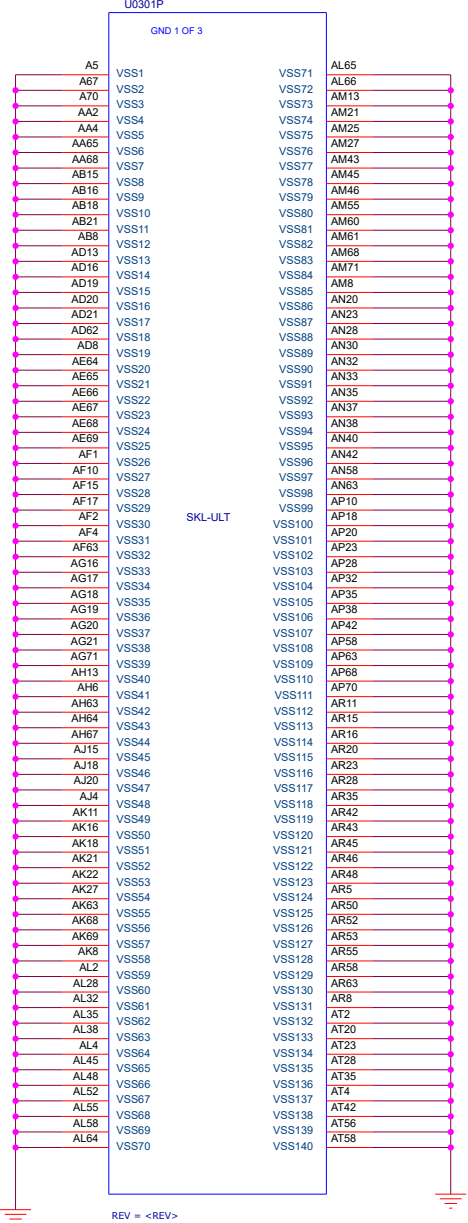 U0301P
GND 1 OF 3
A5 VSS1 VSS71 AL65
A67 VSS2 VSS72 AL66
A70 VSS3 VSS73 AM13
AA2 VSS4 VSS74 AM21
AA4 VSS5 VSS75 AM25
AA65 VSS6 VSS76 AM27
AA68 VSS7 VSS77 AM43
AB15 VSS8 VSS78 AM45
AB16 VSS9 VSS79 AM46
AB18 VSS10 VSS80 AM55
AB21 VSS11 VSS81 AM60
AB8 VSS12 VSS82 AM61
AD13 VSS13 VSS83 AM68
AD16 VSS14 VSS84 AM71
AD19 VSS15 VSS85 AM8
AD20 VSS16 VSS86 AN20
AD21 VSS17 VSS87 AN23
AD62 VSS18 VSS88 AN28
AD8 VSS19 VSS89 AN30
AE64 VSS20 VSS90 AN32
AE65 VSS21 VSS91 AN33
AE66 VSS22 VSS92 AN35
AE67 VSS23 VSS93 AN37
AE68 VSS24 VSS94 AN38
AE69 VSS25 VSS95 AN40
AF1 VSS26 VSS96 AN42
AF10 VSS27 VSS97 AN58
AF15 VSS28 VSS98 AN63
AF17 VSS29 VSS99 AP10
AF2 VSS30 SKL-ULT VSS100 AP18
AF4 VSS31 VSS101 AP20
AF63 VSS32 VSS102 AP23
AG16 VSS33 VSS103 AP28
AG17 VSS34 VSS104 AP32
AG18 VSS35 VSS105 AP35
AG19 VSS36 VSS106 AP38
AG20 VSS37 VSS107 AP42
AG21 VSS38 VSS108 AP58
AG71 VSS39 VSS109 AP63
AH13 VSS40 VSS110 AP68
AH6 VSS41 VSS111 AP70
AH63 VSS42 VSS112 AR11
AH64 VSS43 VSS113 AR15
AH67 VSS44 VSS114 AR16
AJ15 VSS45 VSS115 AR20
AJ18 VSS46 VSS116 AR23
AJ20 VSS47 VSS117 AR28
AJ4 VSS48 VSS118 AR35
AK11 VSS49 VSS119 AR42
AK16 VSS50 VSS120 AR43
AK18 VSS51 VSS121 AR45
AK21 VSS52 VSS122 AR46
AK22 VSS53 VSS123 AR48
AK27 VSS54 VSS124 AR5
AK63 VSS55 VSS125 AR50
AK68 VSS56 VSS126 AR52
AK69 VSS57 VSS127 AR53
AK8 VSS58 VSS128 AR55
AL2 VSS59 VSS129 AR58
AL28 VSS60 VSS130 AR63
AL32 VSS61 VSS131 AR8
AL35 VSS62 VSS132 AT2
AL38 VSS63 VSS133 AT20
AL4 VSS64 VSS134 AT23
AL45 VSS65 VSS135 AT28
AL48 VSS66 VSS136 AT35
AL52 VSS67 VSS137 AT4
AL55 VSS68 VSS138 AT42
AL58 VSS69 VSS139 AT56
AL64 VSS70 VSS140 AT58
REV = <REV>